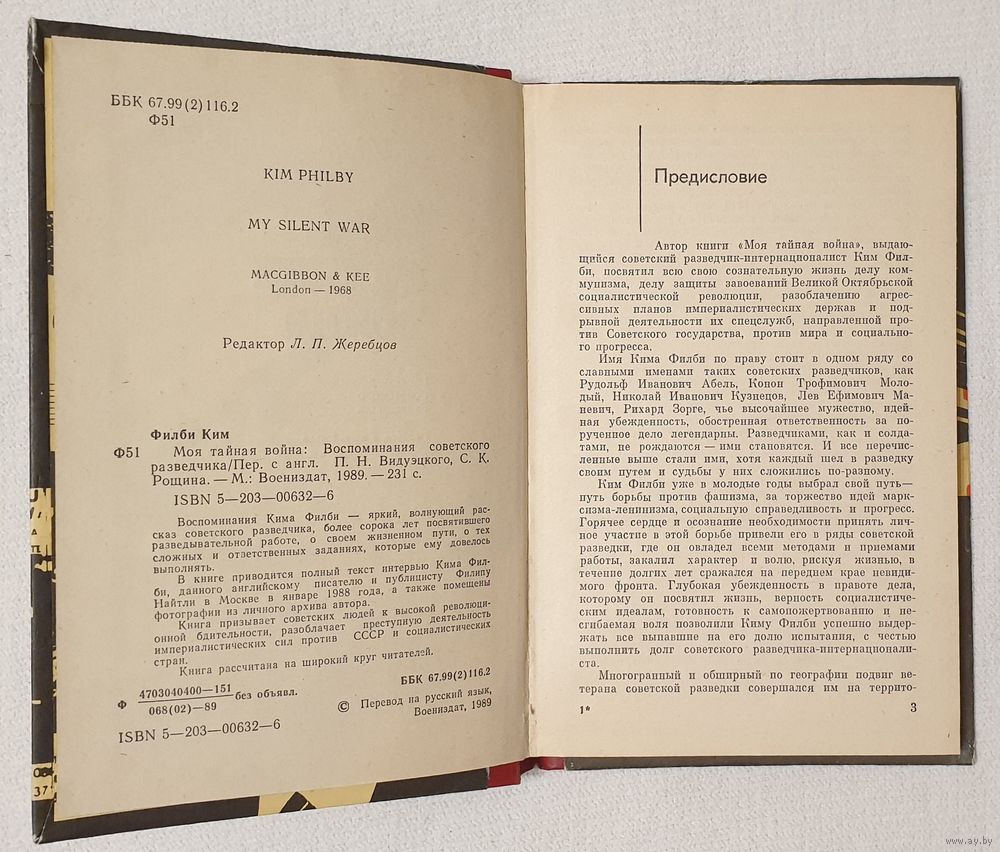 ББК 67.99(2)116.2
Ф51
KIM PHILBY
MY SILENT WAR
MACGIBBON & KEE
London — 1968
Редактор Л. П. Жеребцов
Филби Ким
Ф51 Моя тайная война: Воспоминания советского
разведчика/Пер. с англ. П. Н. Видуэцкого, С. К.
Рощина. — М.: Воениздат, 1989. — 231 с.
ISBN 5—203—00632—6
Воспоминания Кима Филби — яркий, волнующий рас-
сказ советского разведчика, более сорока лет посвятившего
разведывательной работе, о своем жизненном пути, о тех
сложных и ответственных заданиях, которые ему довелось
выполнять.
В книге приводится полный текст интервью Кима Фил-
би, данного английскому писателю и публицисту Филипу
Найтли в Москве в январе 1988 года, а также помещены
фотографии из личного архива автора.
Книга призывает советских людей к высокой революци-
онной бдительности, разоблачает преступную деятельность
империалистических сил против СССР и социалистических
стран.
Книга рассчитана на широкий круг читателей.
Ф 4703040400—151 без объявл.
068(02)—89
ББК 67.99(2)116.2
ISBN 5—203—00632—6
© Перевод на русский язык,
Воениздат, 1989
Предисловие
Автор книги «Моя тайная война», выдаю-
щийся советский разведчик-интернационалист Ким Фил-
би, посвятил всю свою сознательную жизнь делу ком-
мунизма, делу защиты завоеваний Великой Октябрьской
социалистической революции, разоблачению агрес-
сивных планов империалистических держав и под-
рывной деятельности их спецслужб, направленной про-
тив Советского государства, против мира и социально-
го прогресса.
Имя Кима Филби по праву стоит в одном ряду со
славными именами таких советских разведчиков, как
Рудольф Иванович Абель, Конон Трофимович Моло-
дый, Николай Иванович Кузнецов, Лев Ефимович Ма-
невич, Рихард Зорге, чье высочайшее мужество, идей-
ная убежденность, обостренная ответственность за по-
рученное дело легендарны. Разведчиками, как и солда-
тами, не рождаются — ими становятся. И все перечис-
ленные выше стали ими, хотя каждый шел в разведку
своим путем и судьбы у них сложились по-разному.
Ким Филби уже в молодые годы выбрал свой путь—
путь борьбы против фашизма, за торжество идей марк-
сизма-ленинизма, социальную справедливость и прогресс.
Горячее сердце и осознание необходимости принять лич-
ное участие в этой борьбе привели его в ряды советской
разведки, где он овладел всеми методами и приемами
работы, закалил характер и волю, рискуя жизнью, в
течение долгих лет сражался на переднем крае невиди-
мого фронта. Глубокая убежденность в правоте дела,
которому он посвятил жизнь, верность социалистиче-
ским идеалам, готовность к самопожертвованию и не-
сгибаемая воля позволили Киму Филби успешно выдер-
жать все выпавшие на его долю испытания, с честью
выполнить долг советского разведчика-интернационали-
ста.
Многогранный и обширный по географии подвиг ве-
терана советской разведки совершался им на террито-
1*
3
www.ay.by